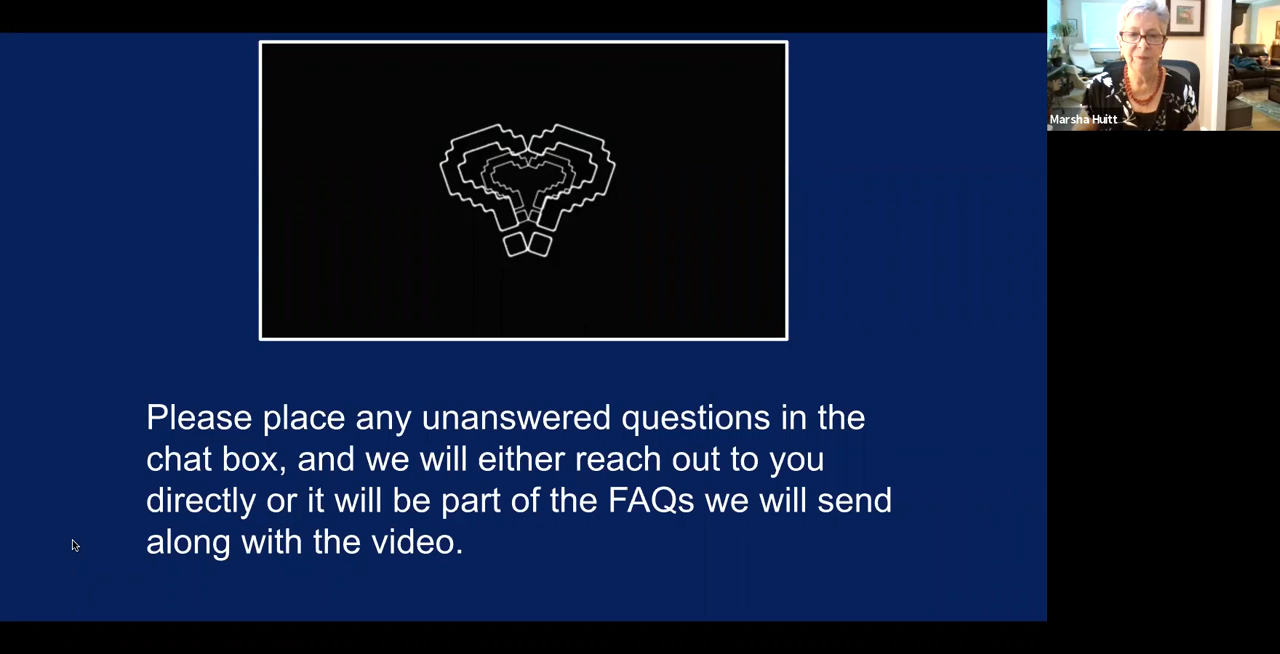 Marsha Huitt
Please place any unanswered questions in the
chat box, and we will either reach out to you
directly or it will be part of the FAQs we will send
along with the video.